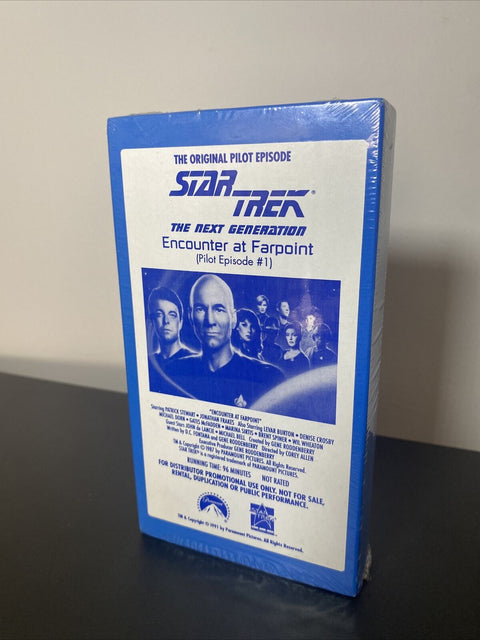 THE ORIGINAL PILOT EPISODE
STAR
TREK®
THE NEXT GENERATION
Encounter at Farpoint
(Pilot Episode #1)
"ENCOUNTER AT FARPOINT"
Starring PATRICK STEWART • JONATHAN FRAKES Also Starring LEVAR BURTON • DENISE CROSBY
MICHAEL DORN • GATES McFADDEN • MARINA SIRTIS • BRENT SPINER • WIL WHEATON
Guest Stars JOHN de LANCIE • MICHAEL BELL Created by GENE RODDENBERRY
Written by D.C. FONTANA and GENE RODDENBERRY Directed by COREY ALLEN
Executive Producer GENE RODDENBERRY
TM & Copyright © 1987 by PARAMOUNT PICTURES. All Rights Reserved.
STAR TREK® is a registered trademark of PARAMOUNT PICTURES.
RUNNING TIME: 96 MINUTES NOT RATED
FOR DISTRIBUTOR PROMOTIONAL USE ONLY. NOT FOR SALE,
RENTAL, DUPLICATION OR PUBLIC PERFORMANCE.
Paramount
TM & Copyright © 1991 by Paramount Pictures. All Rights Reserved.